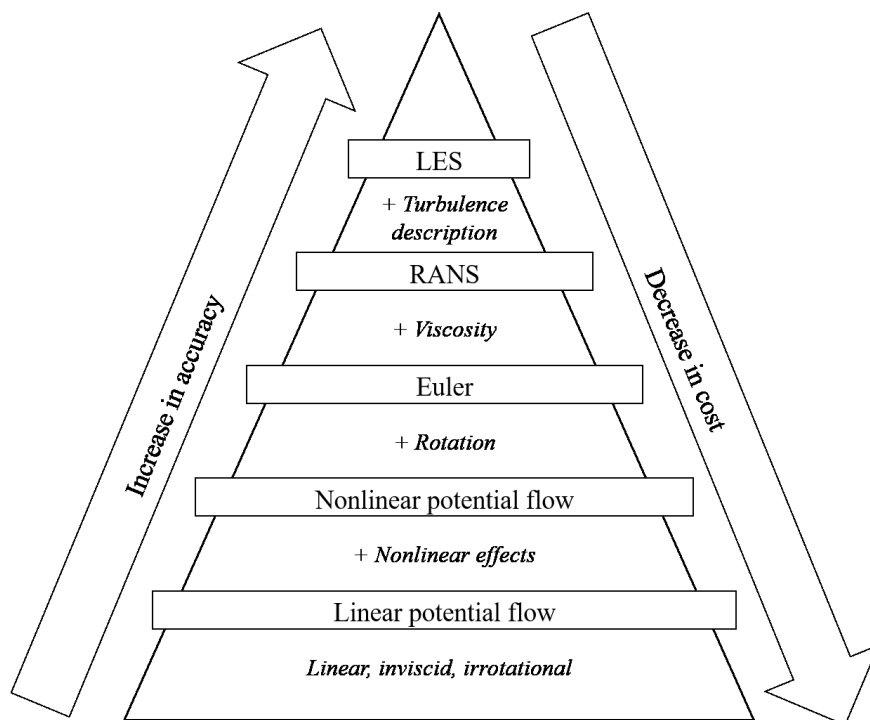 LES
+ Turbulence
description
RANS
+ Viscosity
Euler
+ Rotation
Nonlinear potential flow
+ Nonlinear effects
Linear potential flow
Linear, inviscid, irrotational
Increase in accuracy
Decrease in cost